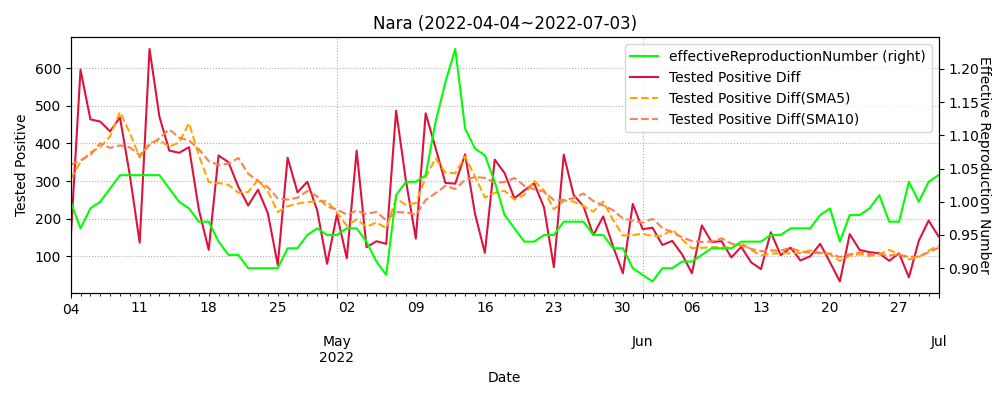 Nara (2022-04-04~2022-07-03)
effectiveReproductionNumber (right)
Tested Positive Diff
Tested Positive Diff(SMA5)
Tested Positive Diff(SMA10)
Tested Positive
600
500
400
300
200
100
1.20
1.15
1.10
1.05
1.00
0.95
0.90
Effective Reproduction Number
04 11 18 25 02 09 16 23 30 06 13 20 27
May Jun Jul
2022
Date